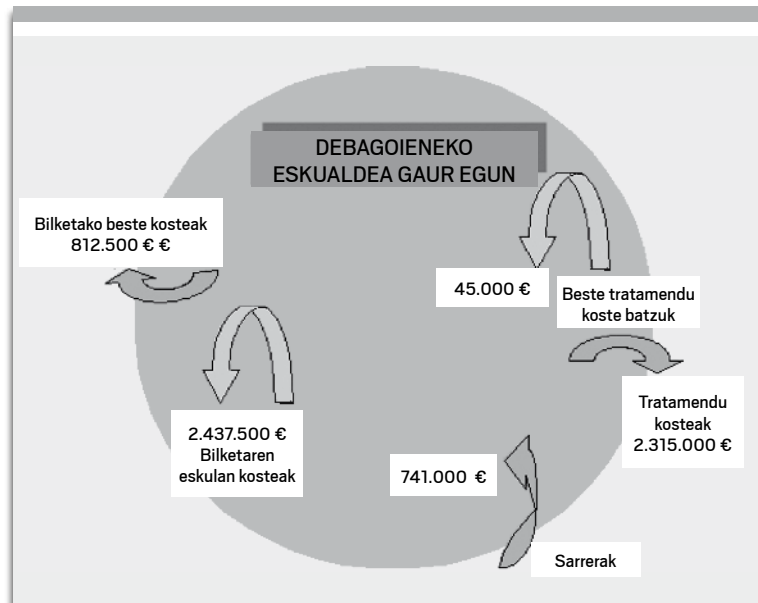 DEBAGOIENEKO
ESKUALDEA GAUR EGUN
Bilketako beste kosteak
812.500 € €
45.000 €
Beste tratamendu
koste batzuk
Tratamendu
kosteak
2.315.000 €
2.437.500 €
Bilketaren
eskulan kosteak
741.000 €
Sarrerak